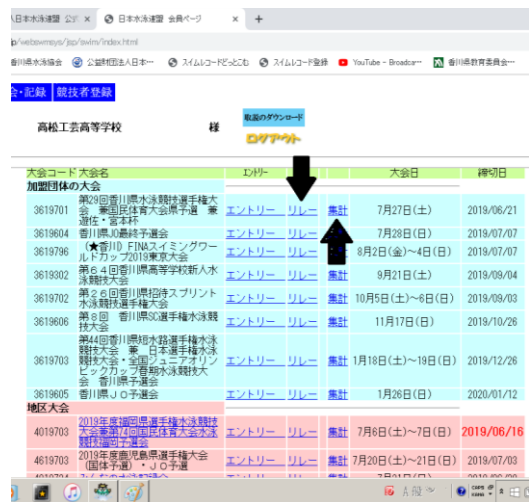 人日本水泳連盟 公式 × 日本水泳連盟 会員ページ × +
p/webswmsys/jsp/swim/index.html
香川県水泳協会 公益財団法人日本… スイムレコードどっとこむ スイムレコード登録 YouTube - Broadcar… 香川県教育委員会…
会・記録 競技者登録
高松工芸高等学校 様
取説のダウンロード
ログアウト
大会コード 大会名 エントリー 大会日 締切日
加盟団体の大会
3619701 第29回香川県水泳競技選手権大
会 兼国民体育大会県予選 兼
遊佐・宮本杯 エントリー リレー 集計 7月27日(土) 2019/06/21
3619604 香川県JO最終予選会 エントリー リレー 7月28日(日) 2019/07/07
3619796 (★香川) FINAスイミングワー
ルドカップ2019東京大会 エントリー リレー 集計 8月2日(金)~4日(日) 2019/07/07
3619302 第64回香川県高等学校新人水
泳競技大会 エントリー リレー 集計 9月21日(土) 2019/09/04
3619702 第26回香川県招待スプリント
水泳競技選手権大会 エントリー リレー 集計 10月5日(土)~6日(日) 2019/09/03
3619606 第8回 香川県SC選手権水泳競
技大会 エントリー リレー 集計 11月17日(日) 2019/10/26
3619703 第44回香川県短水路選手権水泳
競技大会 兼 日本選手権水泳
競技大会・全国ジュニアオリン
ピックカップ春期水泳競技大
会 香川県予選会 エントリー リレー 集計 1月18日(土)~19日(日) 2019/12/26
3619605 香川県JO予選会 エントリー リレー 集計 1月26日(日) 2020/01/12
地区大会
4019703 2019年度福岡県選手権水泳競技
大会兼第74回国民体育大会水泳
競技福岡予選会 エントリー リレー 集計 7月6日(土)~7日(日) 2019/06/16
4619703 2019年度鹿児島県選手権大会
(国体予選)・JO予選 エントリー リレー 集計 7月20日(土)~21日(日) 2019/07/03
A 般
CAPS
KANA